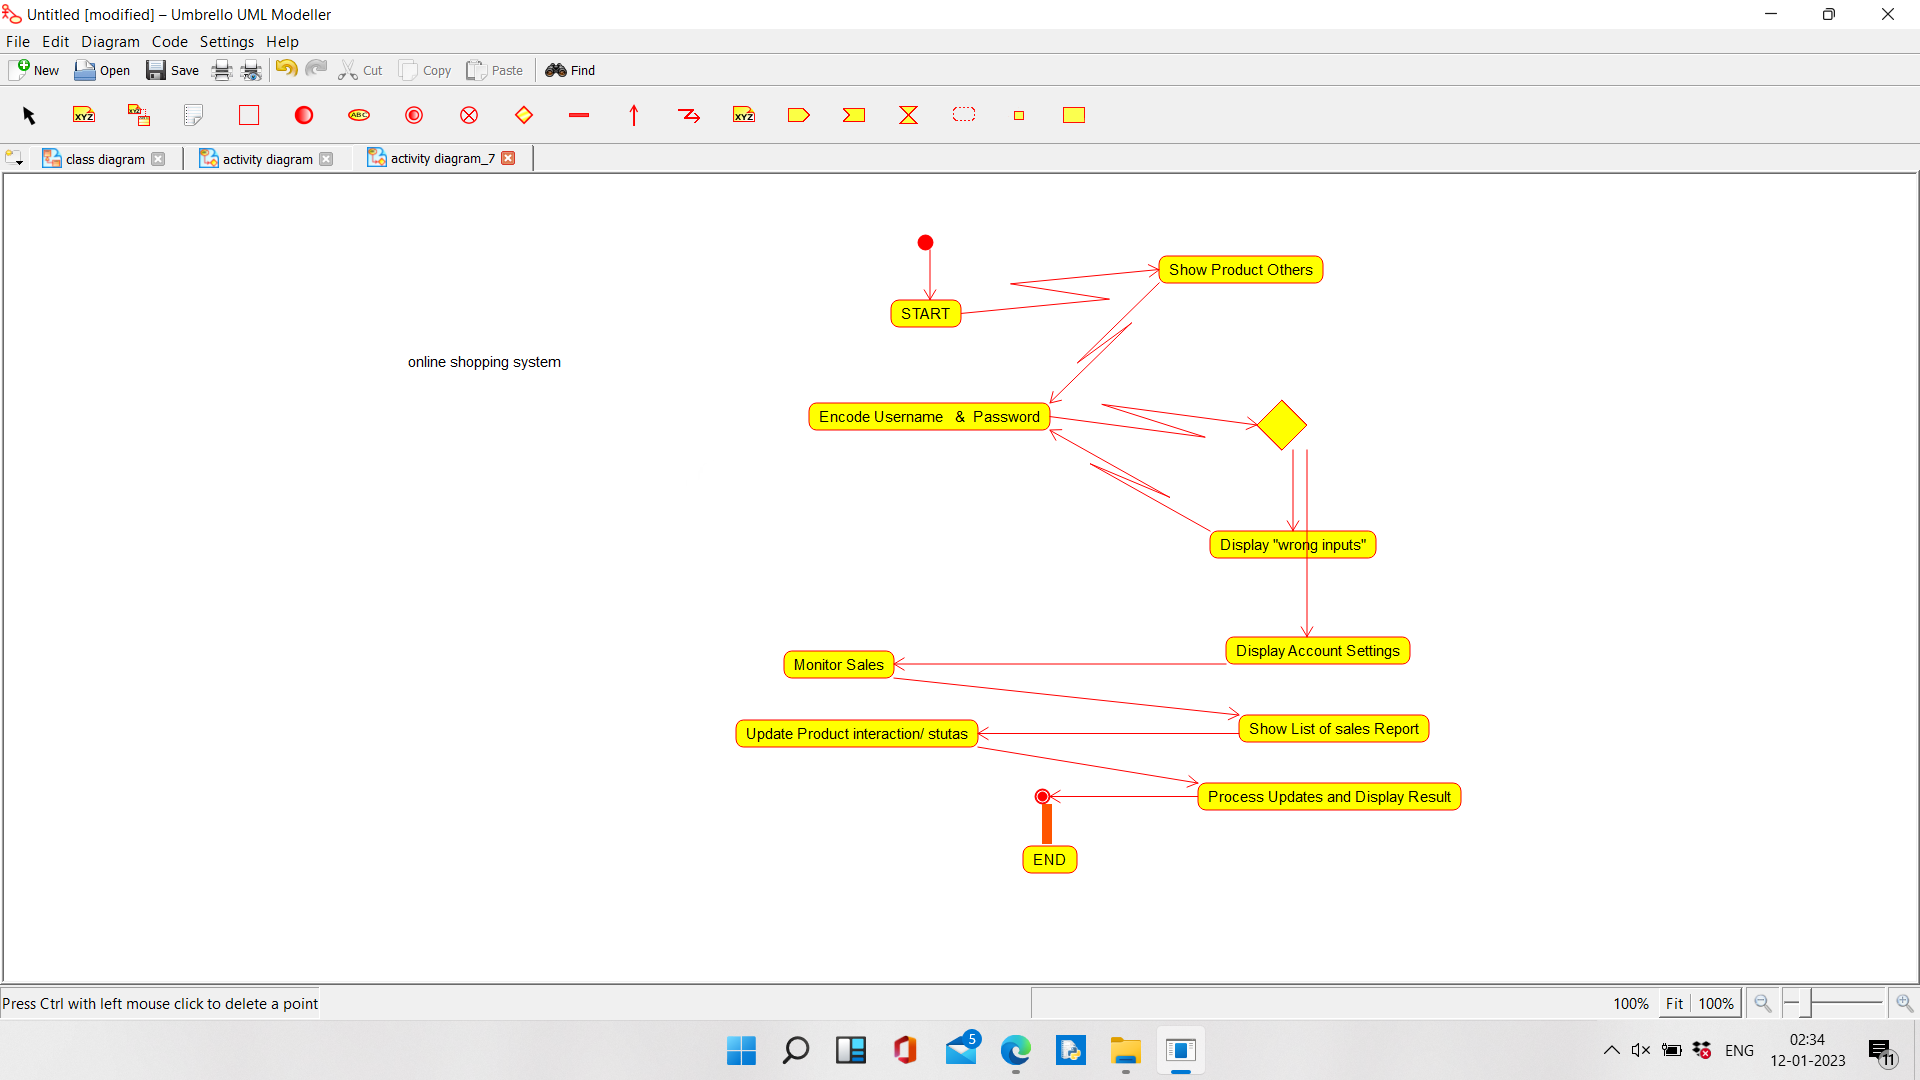 Untitled [modified] – Umbrello UML Modeller
File Edit Diagram Code Settings Help
New Open Save Cut Copy Paste Find
XYZ XYZ ABC XYZ
class diagram activity diagram activity diagram_7
Show Product Others
START
online shopping system
Encode Username & Password
Display "wrong inputs"
Display Account Settings
Monitor Sales
Show List of sales Report
Update Product interaction/ stutas
Process Updates and Display Result
END
Press Ctrl with left mouse click to delete a point
100% Fit 100%
5
ENG
02:34
12-01-2023
11